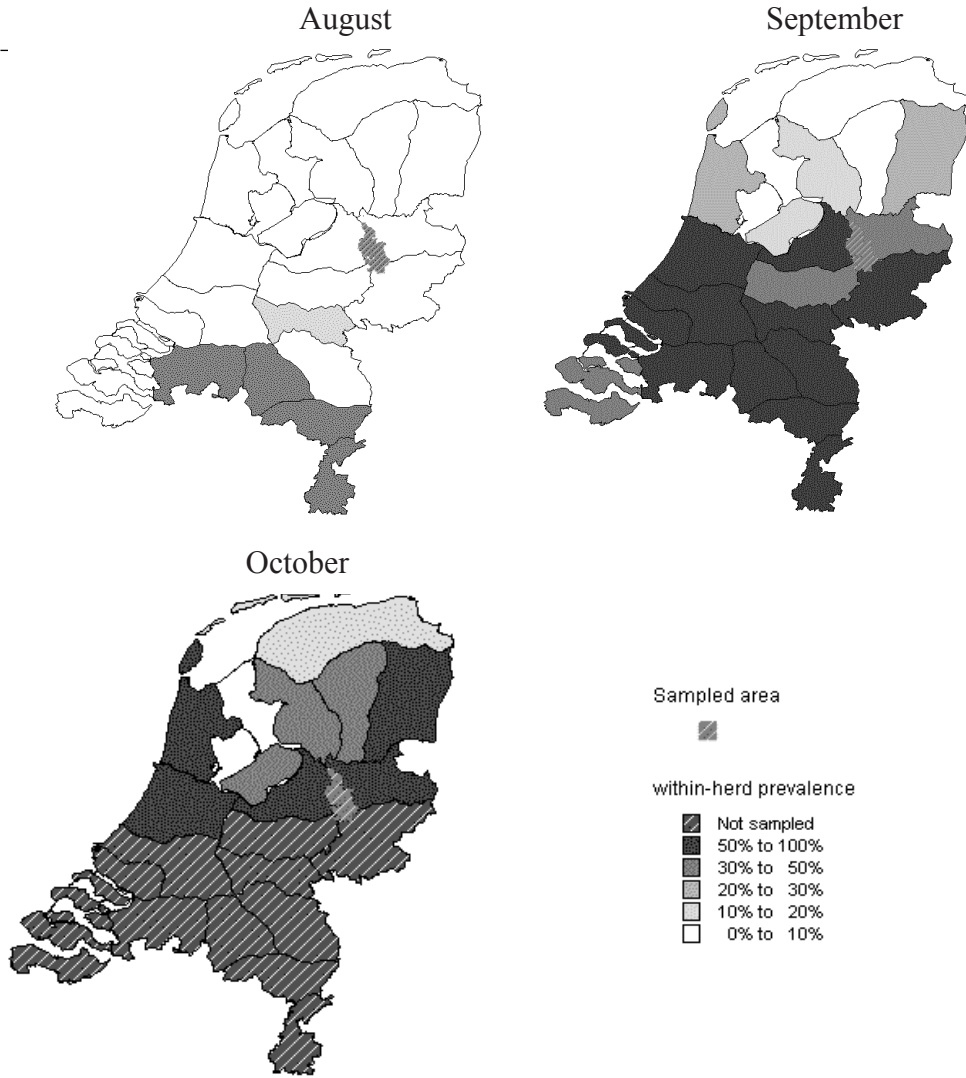 August
September
October
Sampled area
within-herd prevalence
Not sampled
50% to 100%
30% to 50%
20% to 30%
10% to 20%
0% to 10%